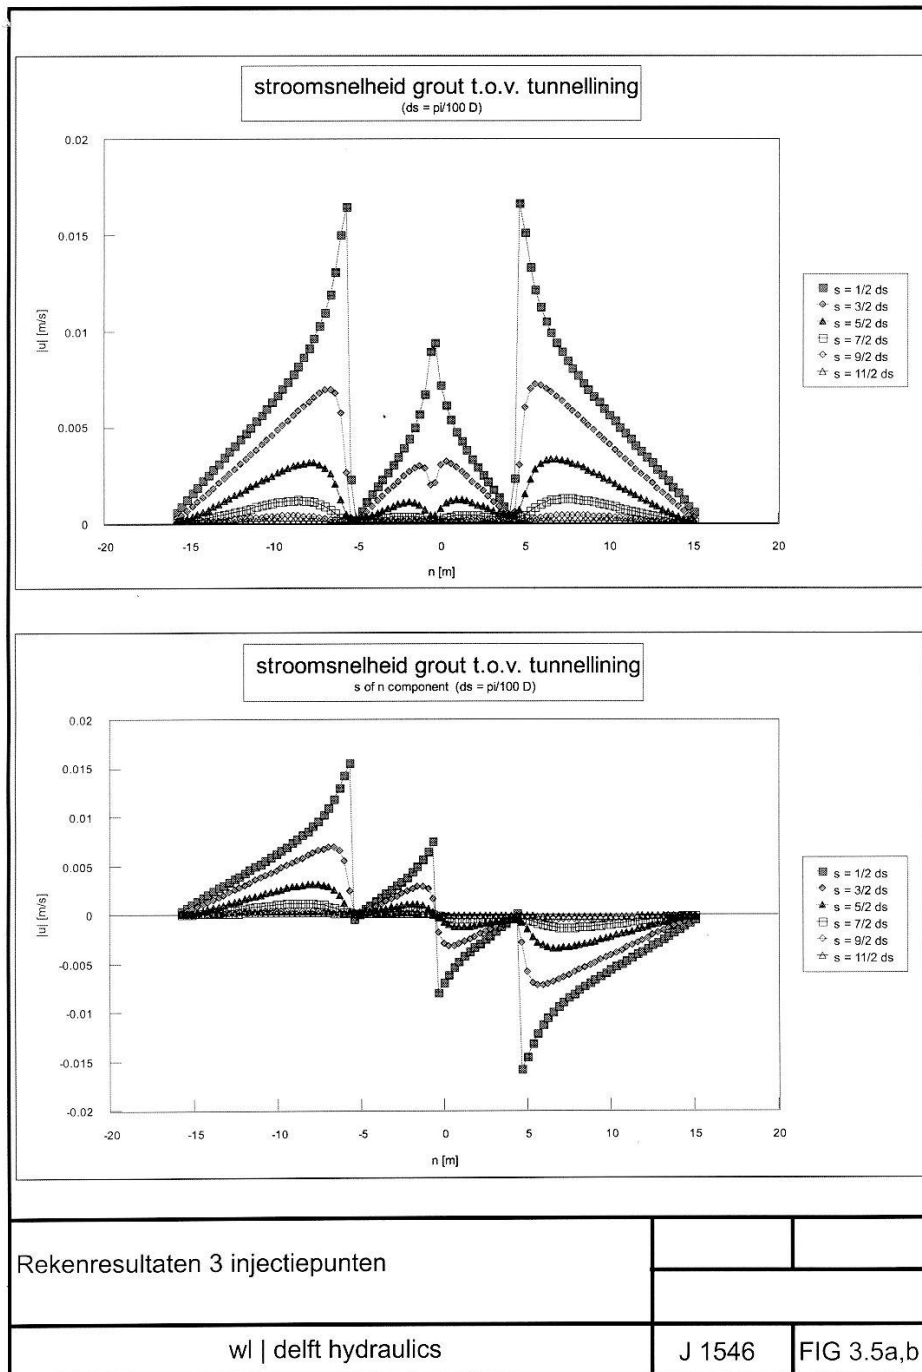 stroomsnelheid grout t.o.v. tunnellining
(ds = pi/100 D)
0.02
0.015
0.01
0.005
0
|u| [m/s]
-20 -15 -10 -5 0 5 10 15 20
n [m]
s = 1/2 ds
s = 3/2 ds
s = 5/2 ds
s = 7/2 ds
s = 9/2 ds
s = 11/2 ds
stroomsnelheid grout t.o.v. tunnellining
s of n component (ds = pi/100 D)
0.02
0.015
0.01
0.005
0
-0.005
-0.01
-0.015
-0.02
|u| [m/s]
-20 -15 -10 -5 0 5 10 15 20
n [m]
s = 1/2 ds
s = 3/2 ds
s = 5/2 ds
s = 7/2 ds
s = 9/2 ds
s = 11/2 ds
Rekenresultaten 3 injectiepunten
wl | delft hydraulics
J 1546
FIG 3.5a,b